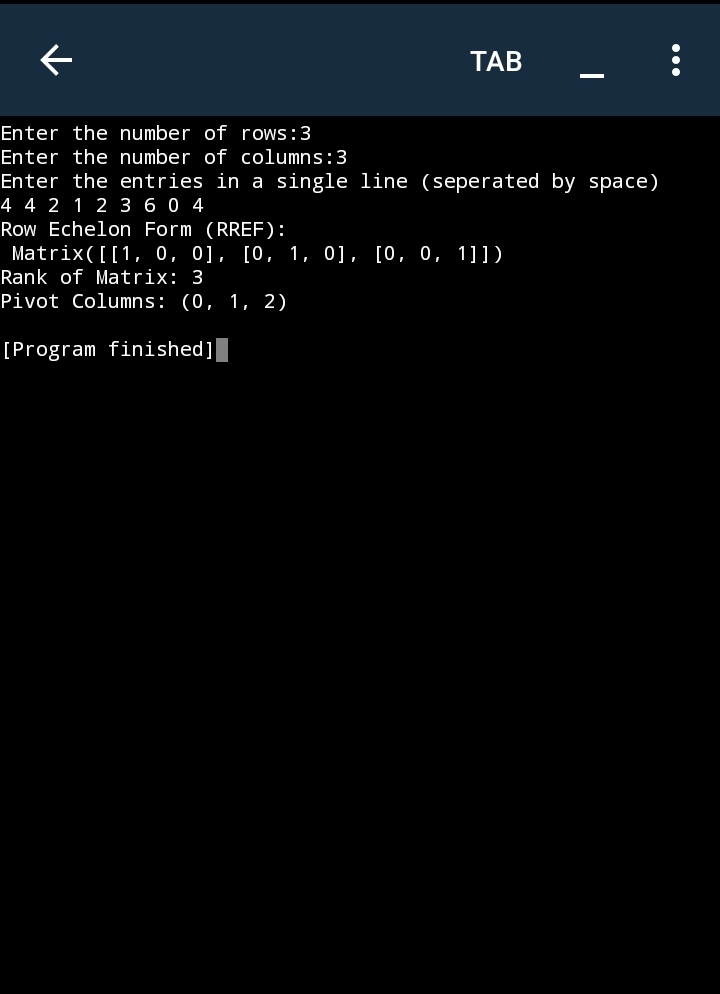 TAB
Enter the number of rows:3
Enter the number of columns:3
Enter the entries in a single line (seperated by space)
4 4 2 1 2 3 6 0 4
Row Echelon Form (RREF):
 Matrix([[1, 0, 0], [0, 1, 0], [0, 0, 1]])
Rank of Matrix: 3
Pivot Columns: (0, 1, 2)
[Program finished]